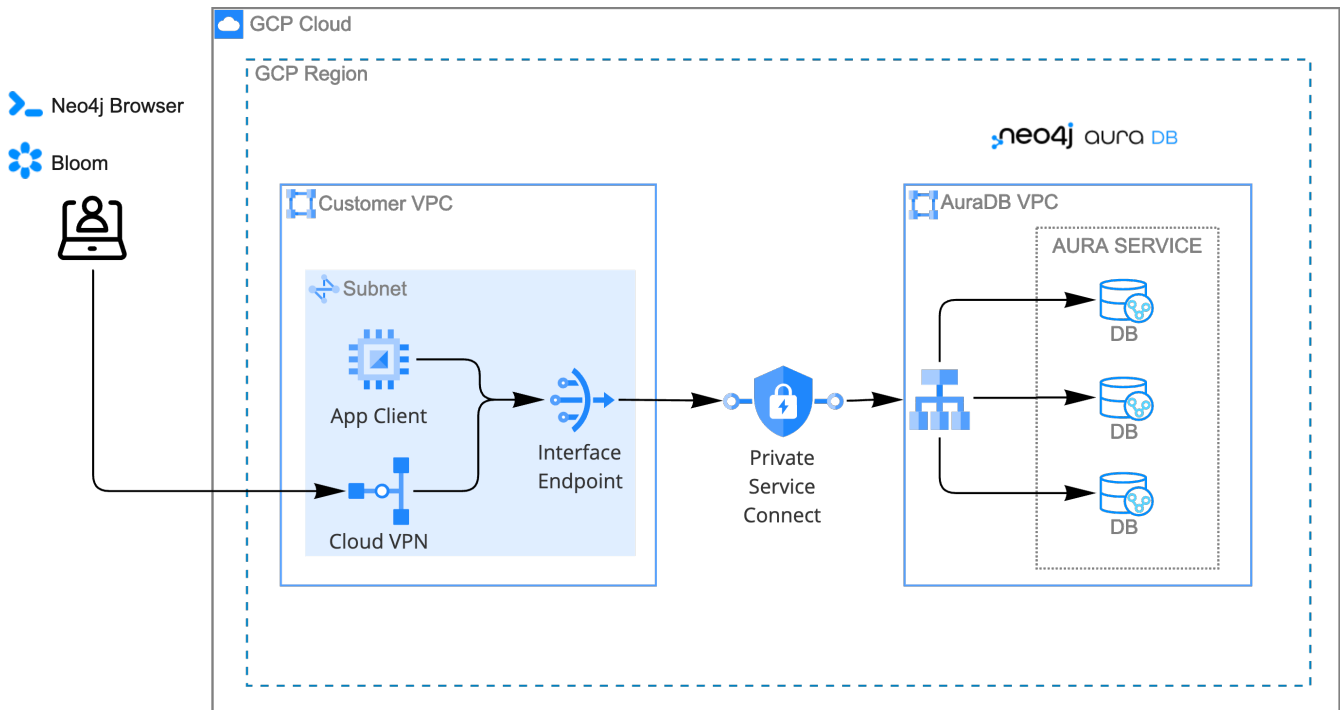 GCP Cloud
GCP Region
Neo4j Browser
Bloom
neo4j aura DB
Customer VPC
Subnet
App Client
Cloud VPN
Interface
Endpoint
Private
Service
Connect
AuraDB VPC
AURA SERVICE
DB
DB
DB